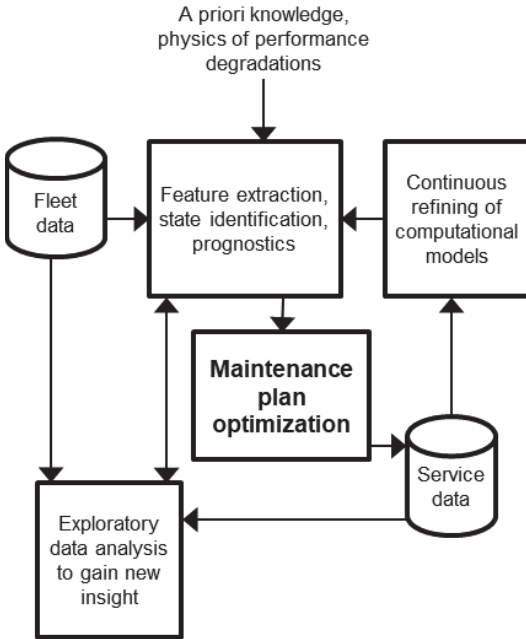 A priori knowledge,
physics of performance
degradations
Fleet
data
Feature extraction,
state identification,
prognostics
Continuous
refining of
computational
models
Maintenance
plan
optimization
Service
data
Exploratory
data analysis
to gain new
insight